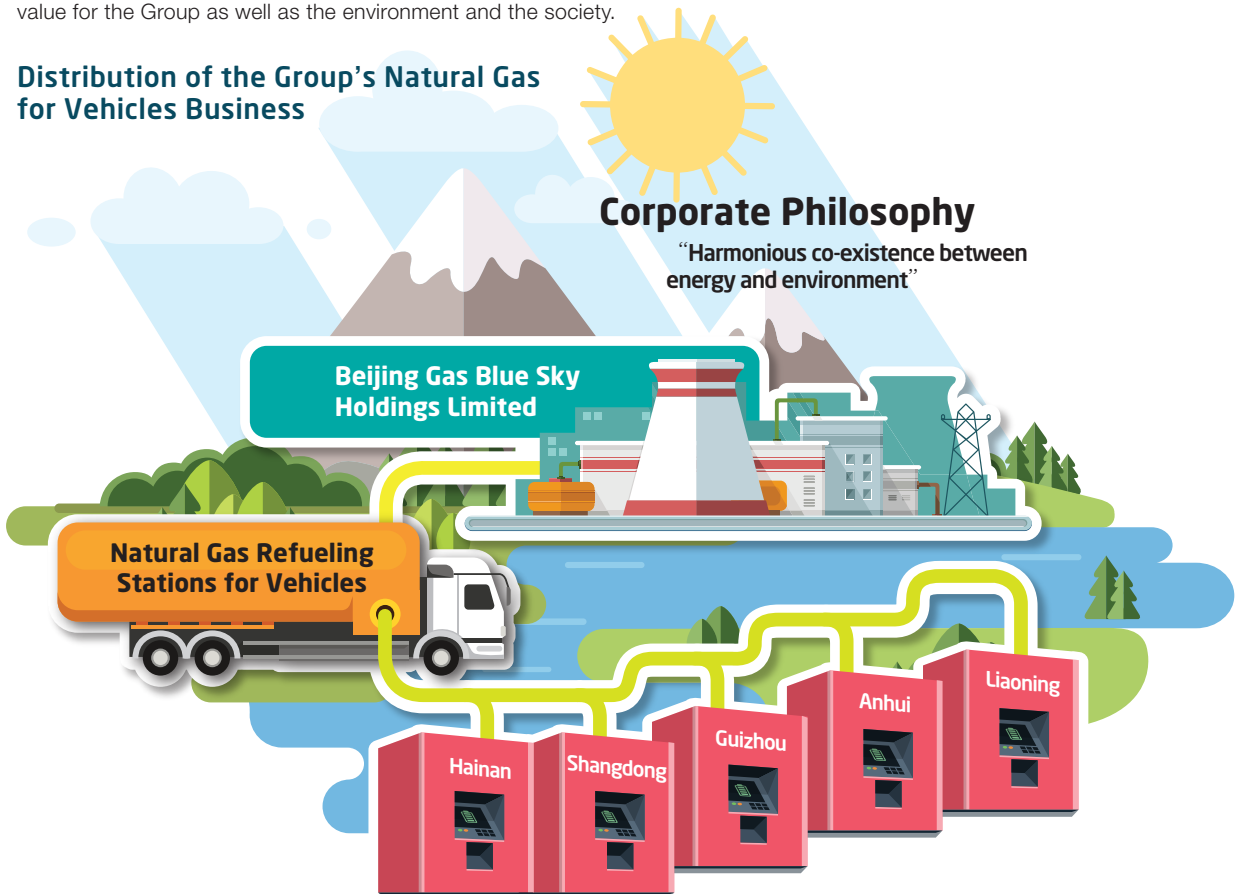 value for the Group as well as the environment and the society.
Distribution of the Group's Natural Gas
for Vehicles Business
Corporate Philosophy
“Harmonious co-existence between
energy and environment”
Beijing Gas Blue Sky
Holdings Limited
Natural Gas Refueling
Stations for Vehicles
Hainan
Shangdong
Guizhou
Anhui
Liaoning